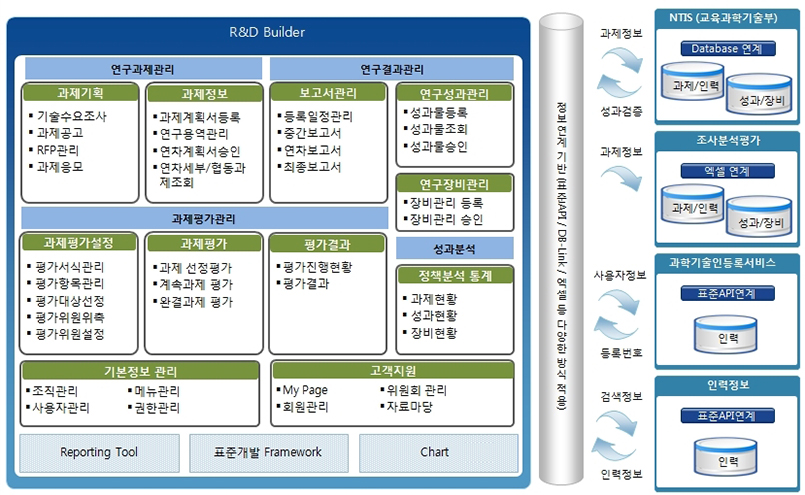 R&D Builder
연구과제관리
연구결과관리
과제기획
▪ 기술수요조사
▪ 과제공고
▪ RFP관리
▪ 과제응모
과제정보
▪ 과제계획서등록
▪ 연구용역관리
▪ 연차계획서승인
▪ 연차세부/협동과
제조회
보고서관리
▪ 등록일정관리
▪ 중간보고서
▪ 연차보고서
▪ 최종보고서
연구성과관리
▪ 성과물등록
▪ 성과물조회
▪ 성과물승인
연구장비관리
▪ 장비관리 등록
▪ 장비관리 승인
과제평가관리
과제평가설정
▪ 평가서식관리
▪ 평가항목관리
▪ 평가대상선정
▪ 평가위원위촉
▪ 평가위원설정
과제평가
▪ 과제 선정평가
▪ 계속과제 평가
▪ 완결과제 평가
평가결과
▪ 평가진행현황
▪ 평가결과
성과분석
정책분석 통계
▪ 과제현황
▪ 성과현황
▪ 장비현황
기본정보 관리
▪ 조직관리
▪ 메뉴관리
▪ 사용자관리
▪ 권한관리
고객지원
▪ My Page
▪ 위원회 관리
▪ 회원관리
▪ 자료마당
Reporting Tool
표준개발 Framework
Chart
정보연계 기반 (표준API / DB-Link / 엑셀 등 다양한 방식 적용)
과제정보
성과검증
NTIS (교육과학기술부)
Database 연계
과제/인력
성과/장비
과제정보
조사분석평가
엑셀 연계
과제/인력
성과/장비
사용자정보
등록번호
과학기술인등록서비스
표준API연계
인력
검색정보
인력정보
인력정보
표준API연계
인력